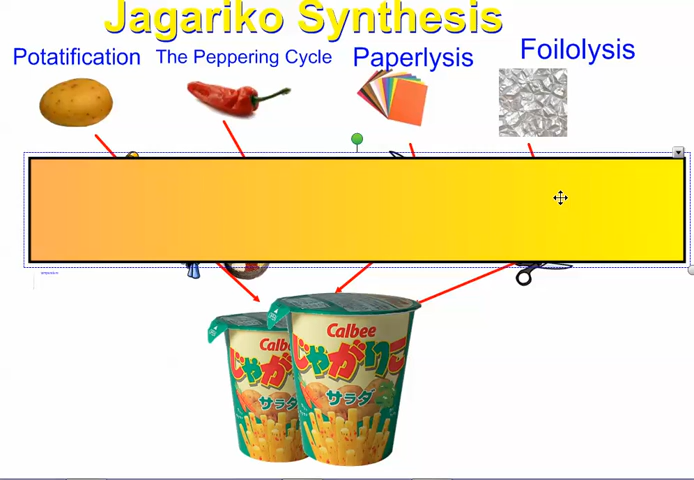 Jagariko Synthesis
Potatification
The Peppering Cycle
Paperlysis
Foilolysis
Calbee
じゃがりこ
サラダ
Calbee
じゃがりこ
サラダ